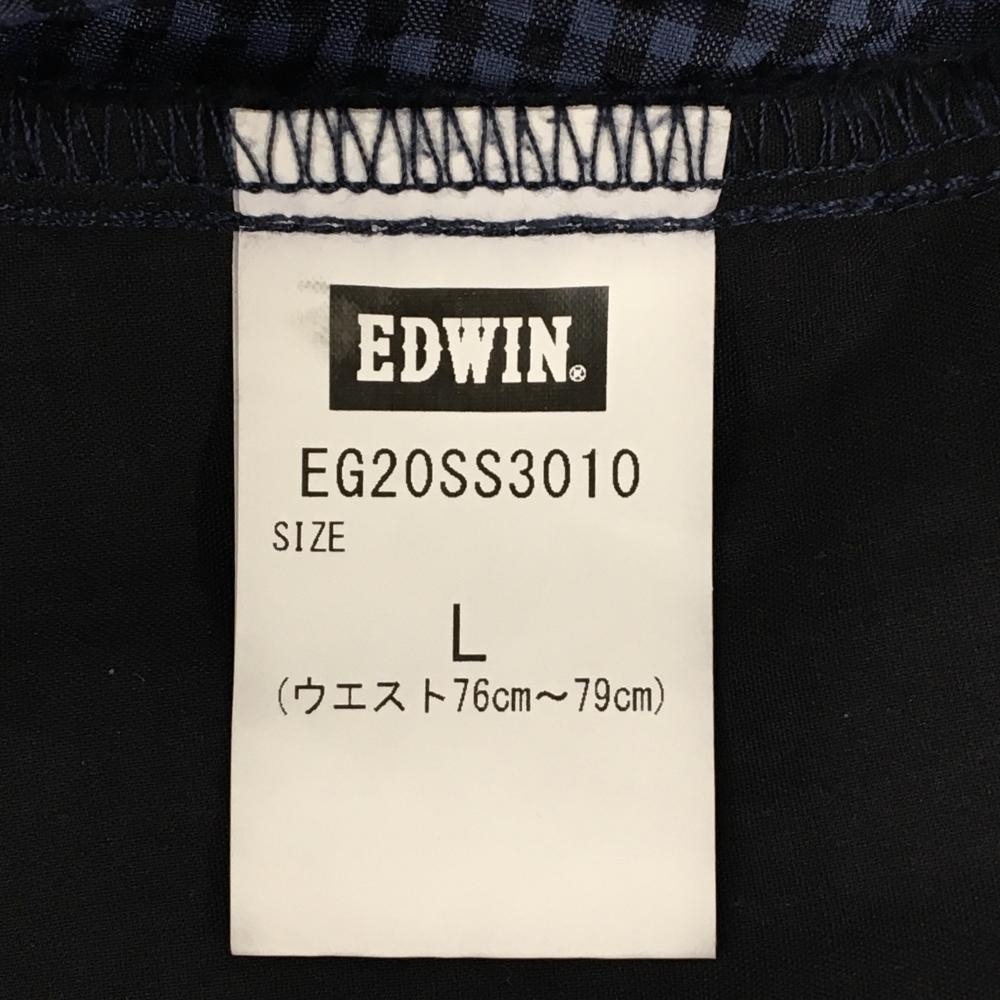 EDWIN®
EG20SS3010
SIZE
L
(ウエスト76cm～79cm)